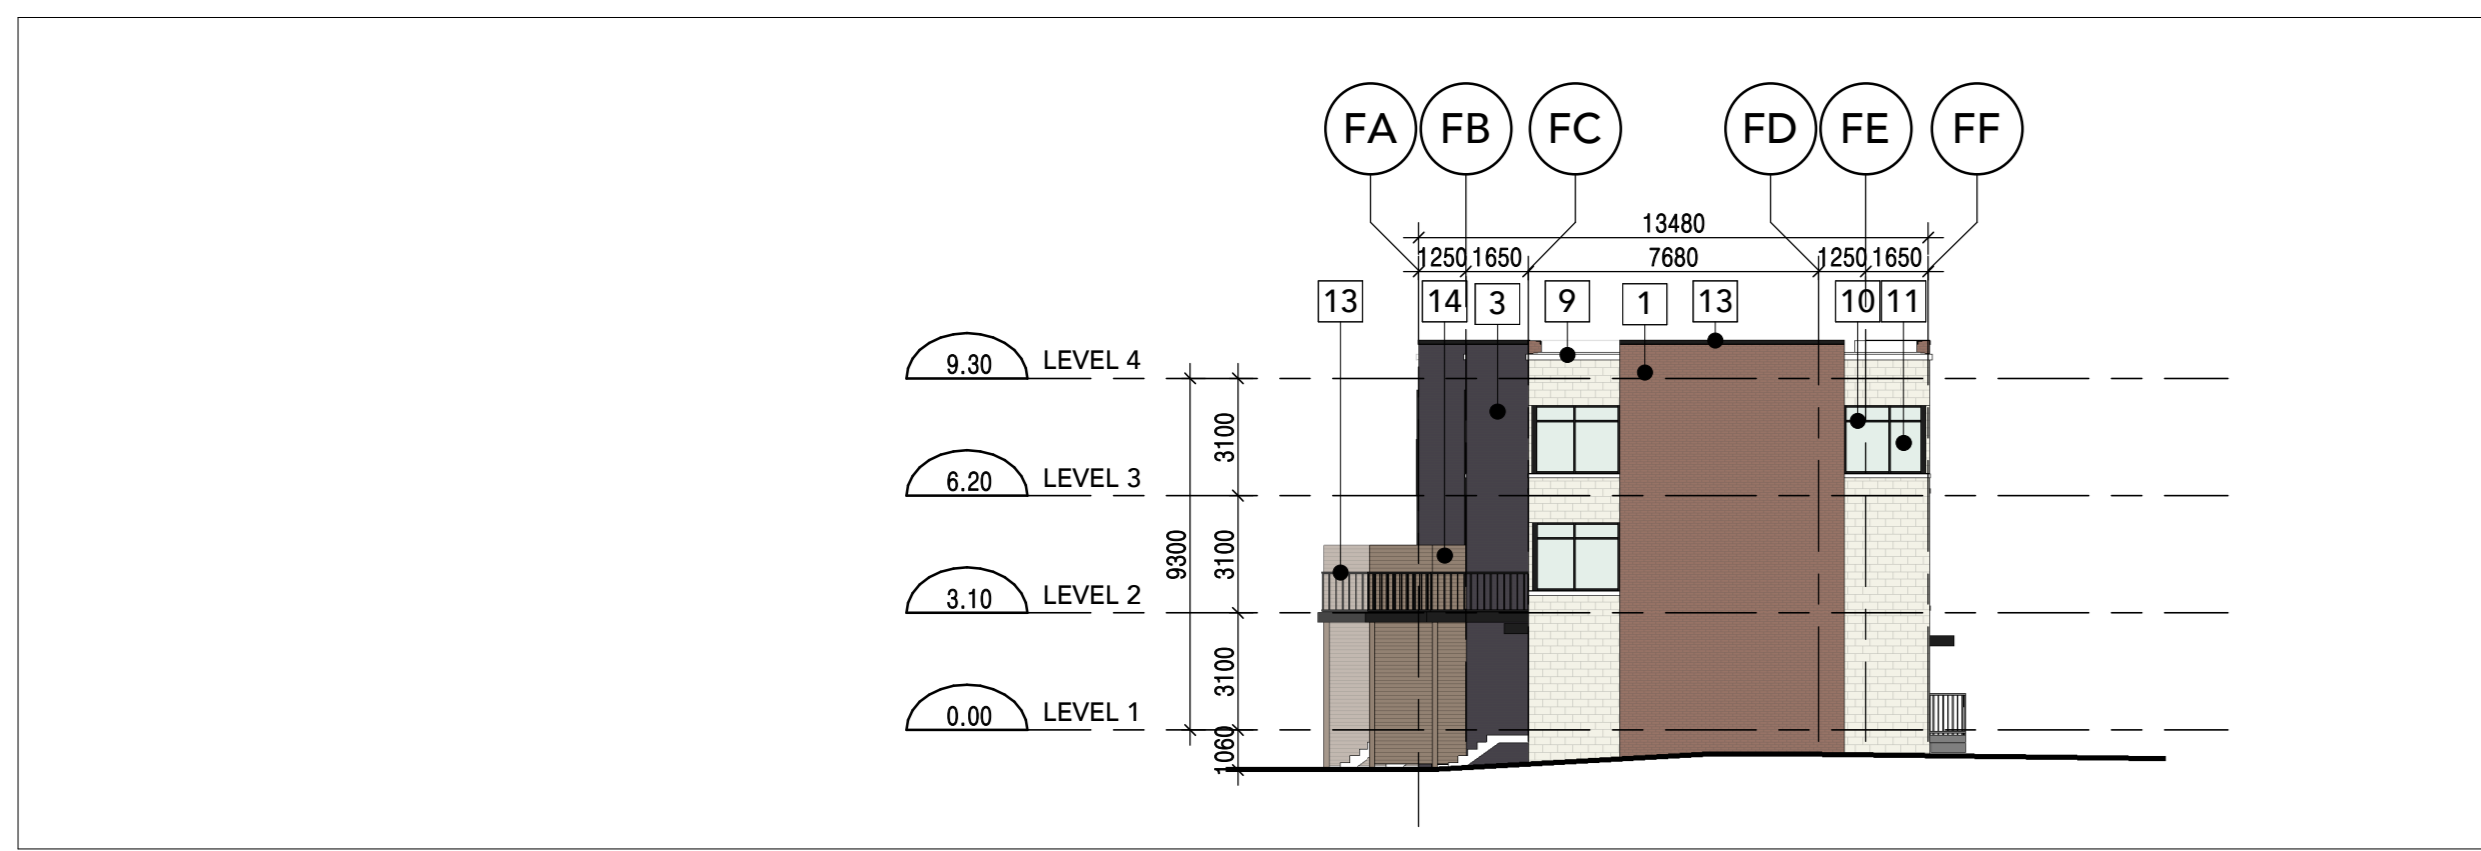 FA FB FC FD FE FF
13480
1250 1650 7680 1250 1650
13 14 3 9 1 13 10 11
9.30 LEVEL 4
3100
6.20 LEVEL 3
9300 3100
3.10 LEVEL 2
3100
0.00 LEVEL 1
1060